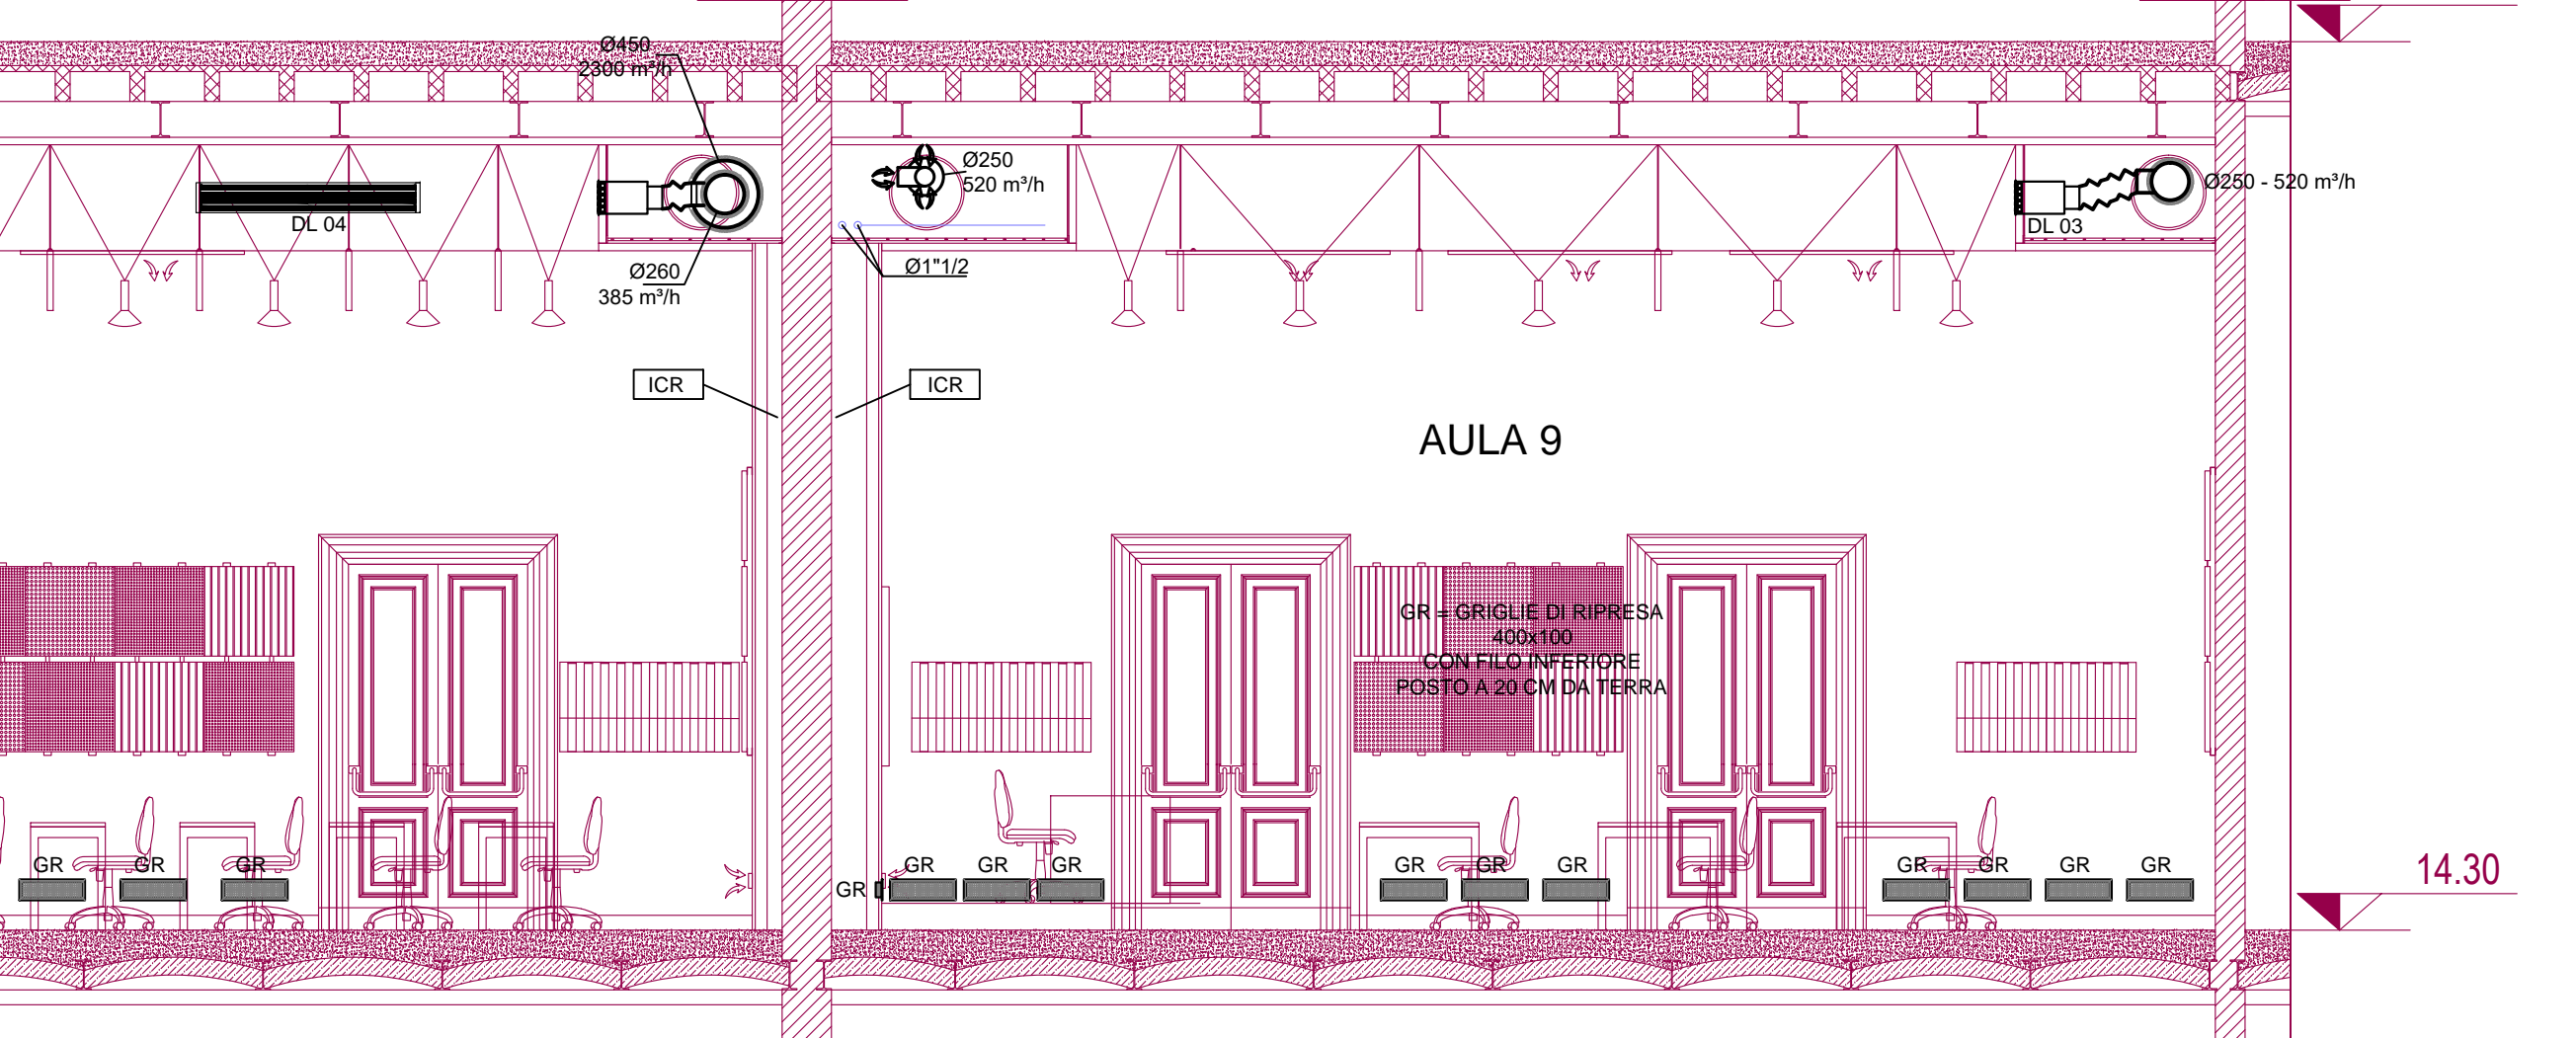 Ø450
2300 m³/h
Ø250
520 m³/h
Ø250 - 520 m³/h
DL 04
DL 03
Ø260
385 m³/h
Ø1"1/2
ICR
ICR
AULA 9
GR = GRIGLIE DI RIPRESA
400x100
CON FILO INFERIORE
POSTO A 20 CM DA TERRA
GR
GR
GR
GR
GR
GR
GR
GR
GR
GR
GR
GR
GR
GR
14.30